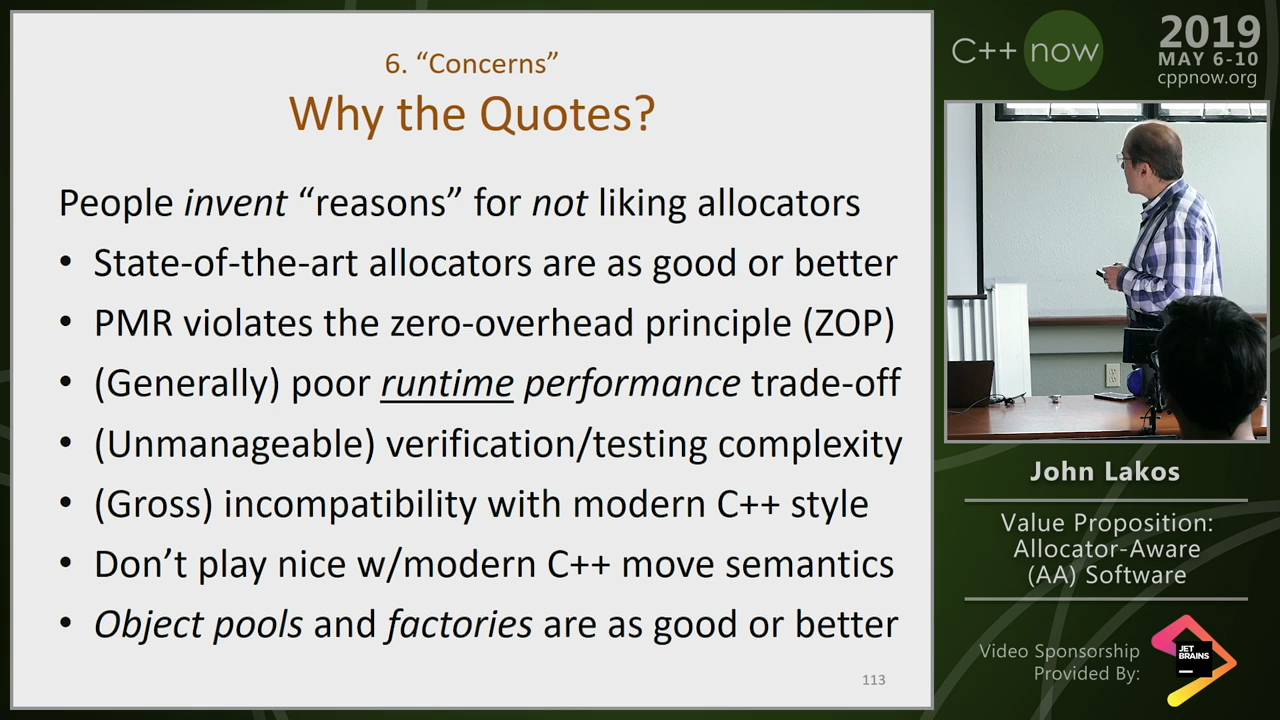 6. “Concerns”
Why the Quotes?
People invent “reasons” for not liking allocators
• State-of-the-art allocators are as good or better
• PMR violates the zero-overhead principle (ZOP)
• (Generally) poor runtime performance trade-off
• (Unmanageable) verification/testing complexity
• (Gross) incompatibility with modern C++ style
• Don’t play nice w/modern C++ move semantics
• Object pools and factories are as good or better
113
C++ now
2019
MAY 6-10
cppnow.org
John Lakos
Value Proposition:
Allocator-Aware
(AA) Software
Video Sponsorship
Provided By:
JET
BRAINS